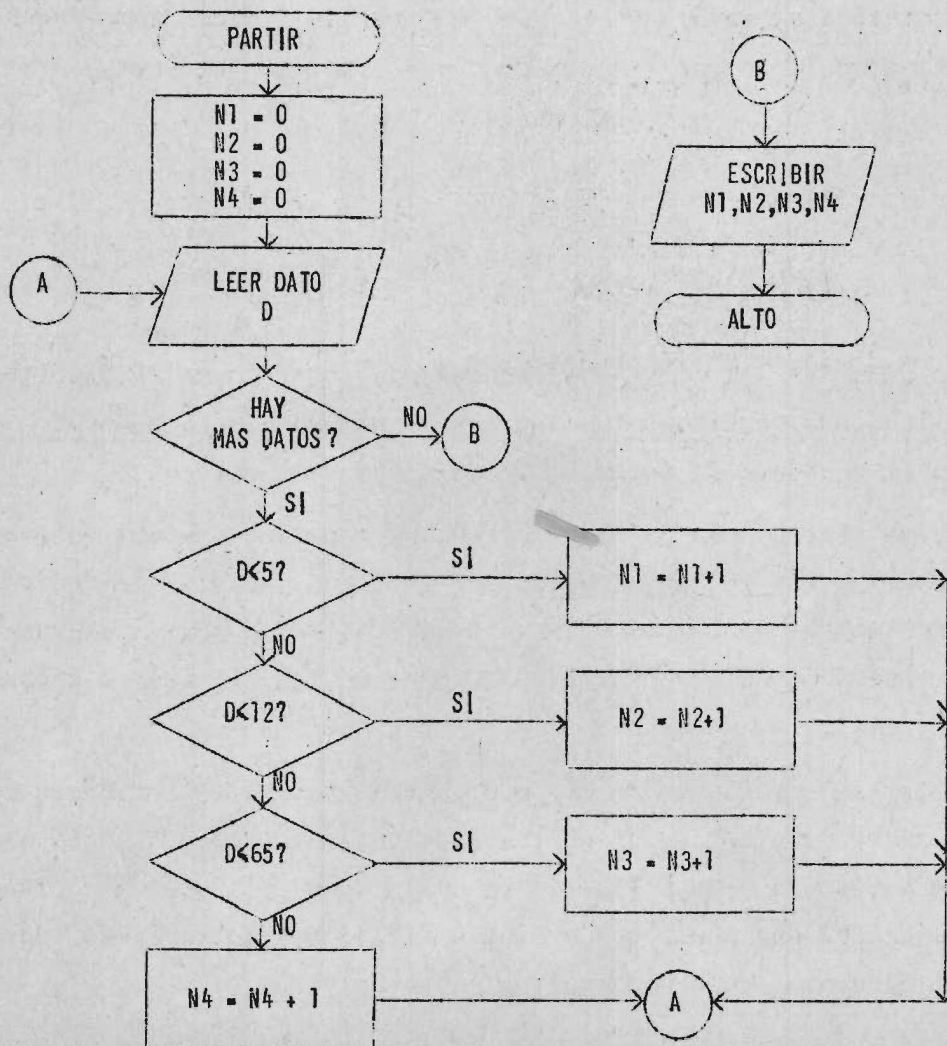 PARTIR
N1 = 0
N2 = 0
N3 = 0
N4 = 0
A
LEER DATO
D
HAY
MAS DATOS?
NO
B
SI
D<5?
SI
N1 = N1+1
NO
D<12?
SI
N2 = N2+1
NO
D<65?
SI
N3 = N3+1
NO
N4 = N4 + 1
A
B
ESCRIBIR
N1,N2,N3,N4
ALTO